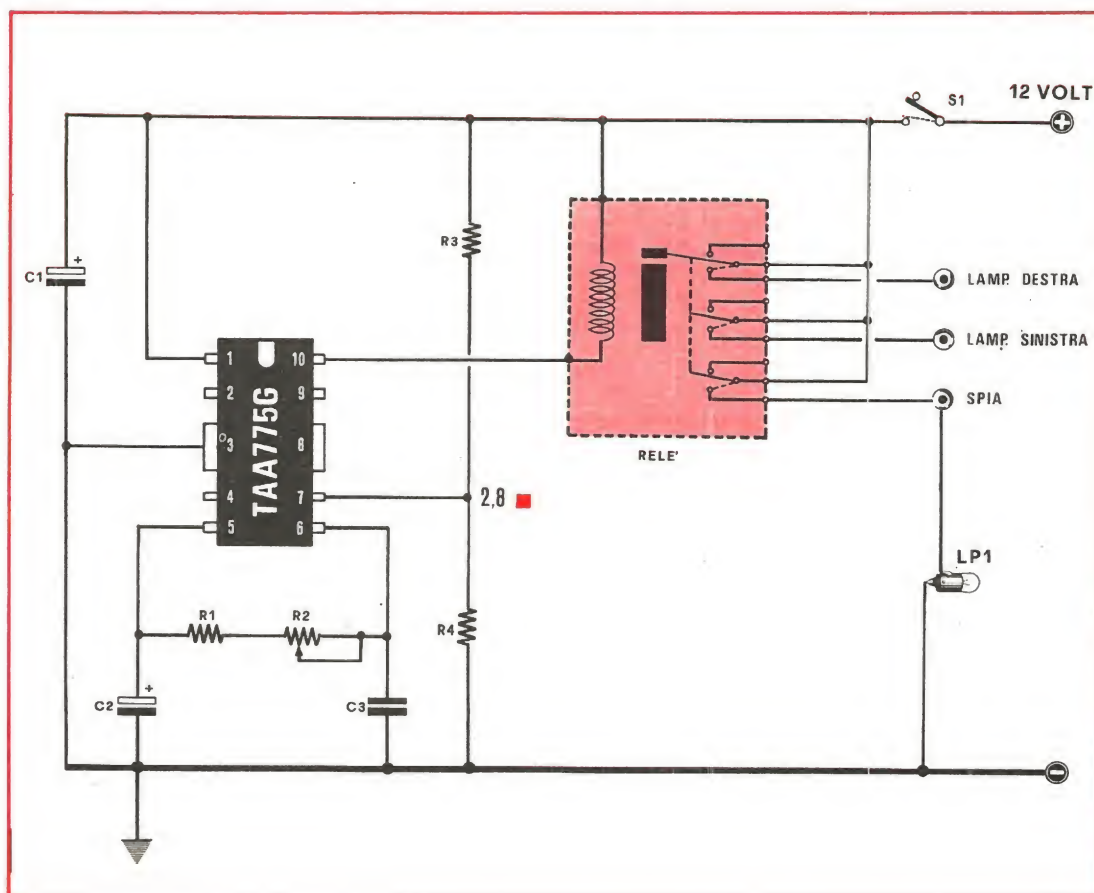 12 VOLT
S1
+
R3
C1
+
LAMP. DESTRA
LAMP. SINISTRA
SPIA
RELE'
1
10
2
9
3
8
4
7
5
6
TAA775G
2,8
LP1
R1
R2
R4
C2
+
C3
-